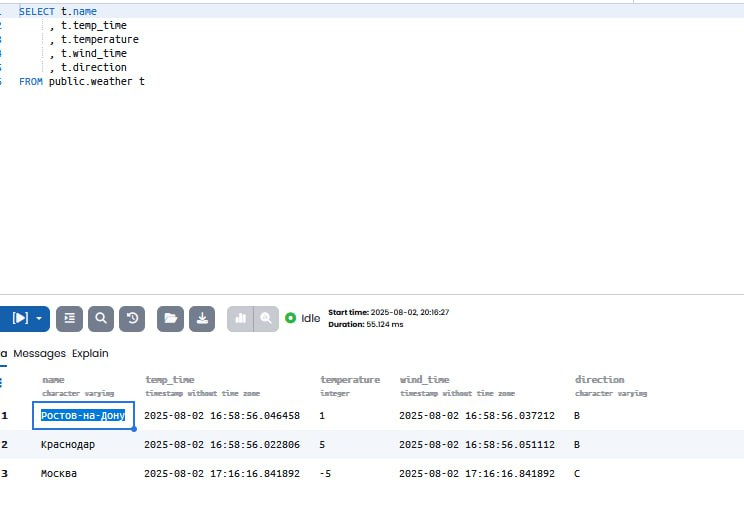 SELECT t.name
, t.temp_time
, t.temperature
, t.wind_time
, t.direction
FROM public.weather t
Idle
Start time: 2025-08-02, 20:16:27
Duration: 55.124 ms
a Messages Explain
name temp_time temperature wind_time direction
character varying timestamp without time zone integer timestamp without time zone character varying
1 Ростов-на-Дону 2025-08-02 16:58:56.046458 1 2025-08-02 16:58:56.037212 В
2 Краснодар 2025-08-02 16:58:56.022806 5 2025-08-02 16:58:56.051112 В
3 Москва 2025-08-02 17:16:16.841892 -5 2025-08-02 17:16:16.841892 С